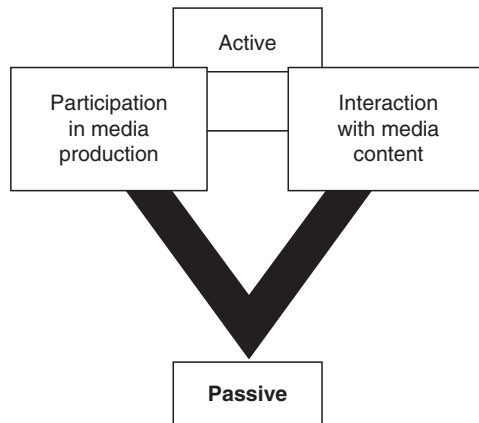 Active
Participation
in media
production
Interaction
with media
content
Passive